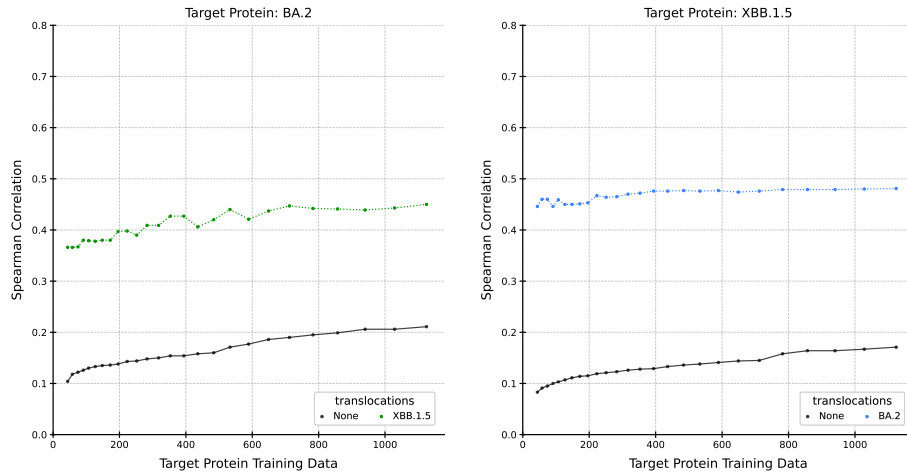 Target Protein: BA.2
Spearman Correlation
0.8
0.7
0.6
0.5
0.4
0.3
0.2
0.1
0.0
0
200
400
600
800
1000
Target Protein Training Data
translocations
None
XBB.1.5
Target Protein: XBB.1.5
Spearman Correlation
0.8
0.7
0.6
0.5
0.4
0.3
0.2
0.1
0.0
0
200
400
600
800
1000
Target Protein Training Data
translocations
None
BA.2